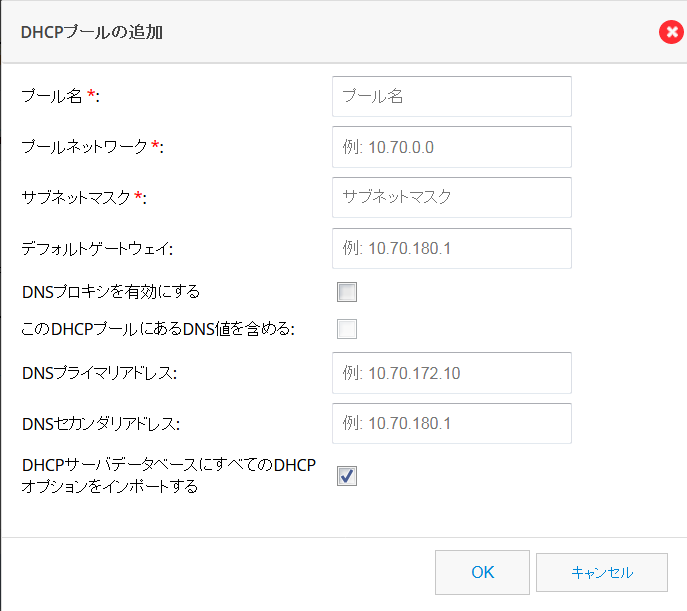 DHCPプールの追加
プール名 *: プール名
プールネットワーク *: 例: 10.70.0.0
サブネットマスク *: サブネットマスク
デフォルトゲートウェイ: 例: 10.70.180.1
DNSプロキシを有効にする
このDHCPプールにあるDNS値を含める:
DNSプライマリアドレス: 例: 10.70.172.10
DNSセカンダリアドレス: 例: 10.70.180.1
DHCPサーバデータベースにすべてのDHCP
オプションをインポートする
OK キャンセル